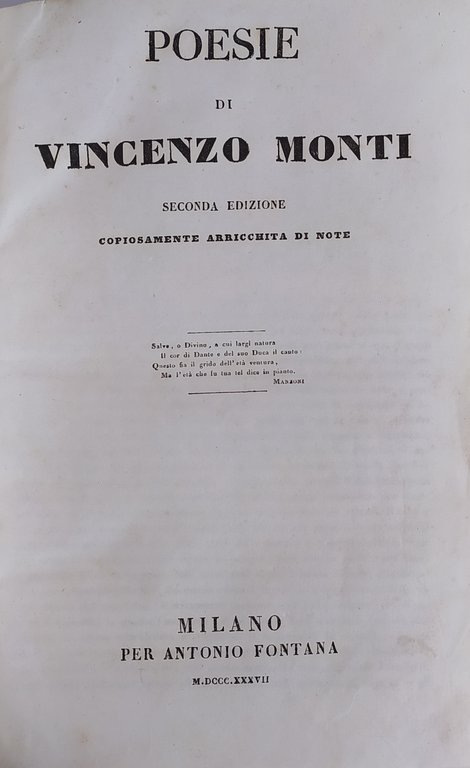 POESIE
DI
VINCENZO MONTI
SECONDA EDIZIONE
COPIOSAMENTE ARRICCHITA DI NOTE
Salve, o Divino, a cui largì natura
Il cor di Dante e del suo Duca il canto:
Questo fia il grido dell'età ventura,
Ma l'età che fu tua tel dice in pianto.
MANZONI
MILANO
PER ANTONIO FONTANA
M.DCCC.XXXVII